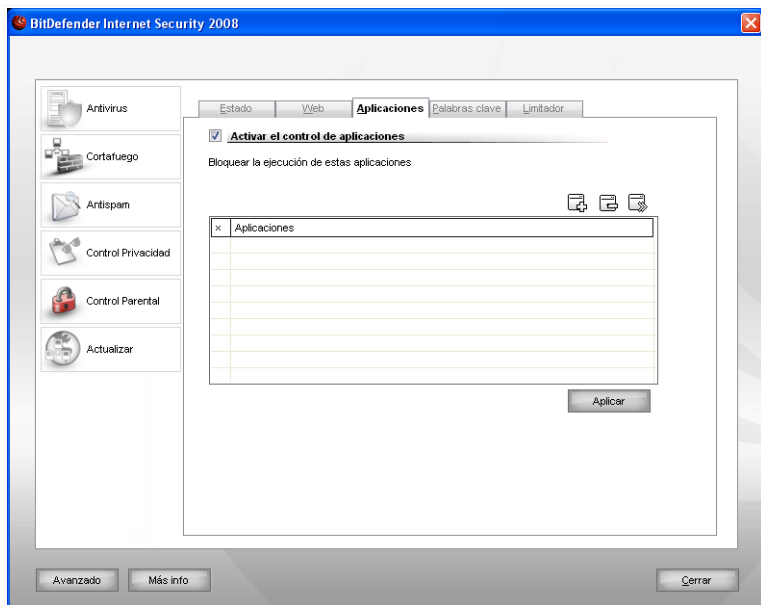 BitDefender Internet Security 2008
Antivirus
Cortafuego
Antispam
Control Privacidad
Control Parental
Actualizar
Estado Web Aplicaciones Palabras clave Limitador
Activar el control de aplicaciones
Bloquear la ejecución de estas aplicaciones
× Aplicaciones
Aplicar
Avanzado Más info Cerrar